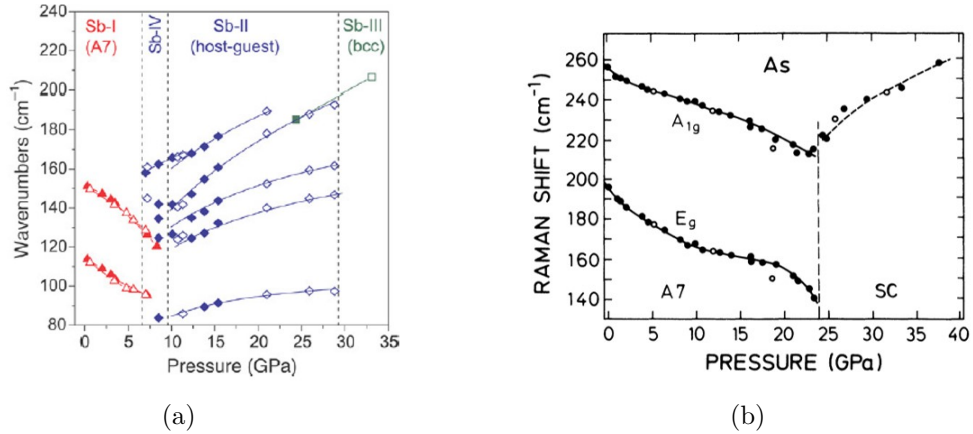 Sb-I
(A7)
Sb-IV
Sb-II
(host-guest)
Sb-III
(bcc)
Wavenumbers (cm⁻¹)
240
220
200
180
160
140
120
100
80
0 5 10 15 20 25 30 35
Pressure (GPa)
(a)
As
A1g
Eg
A7
SC
RAMAN SHIFT (cm⁻¹)
260
240
220
200
180
160
140
0 5 10 15 20 25 30 35 40
PRESSURE (GPa)
(b)